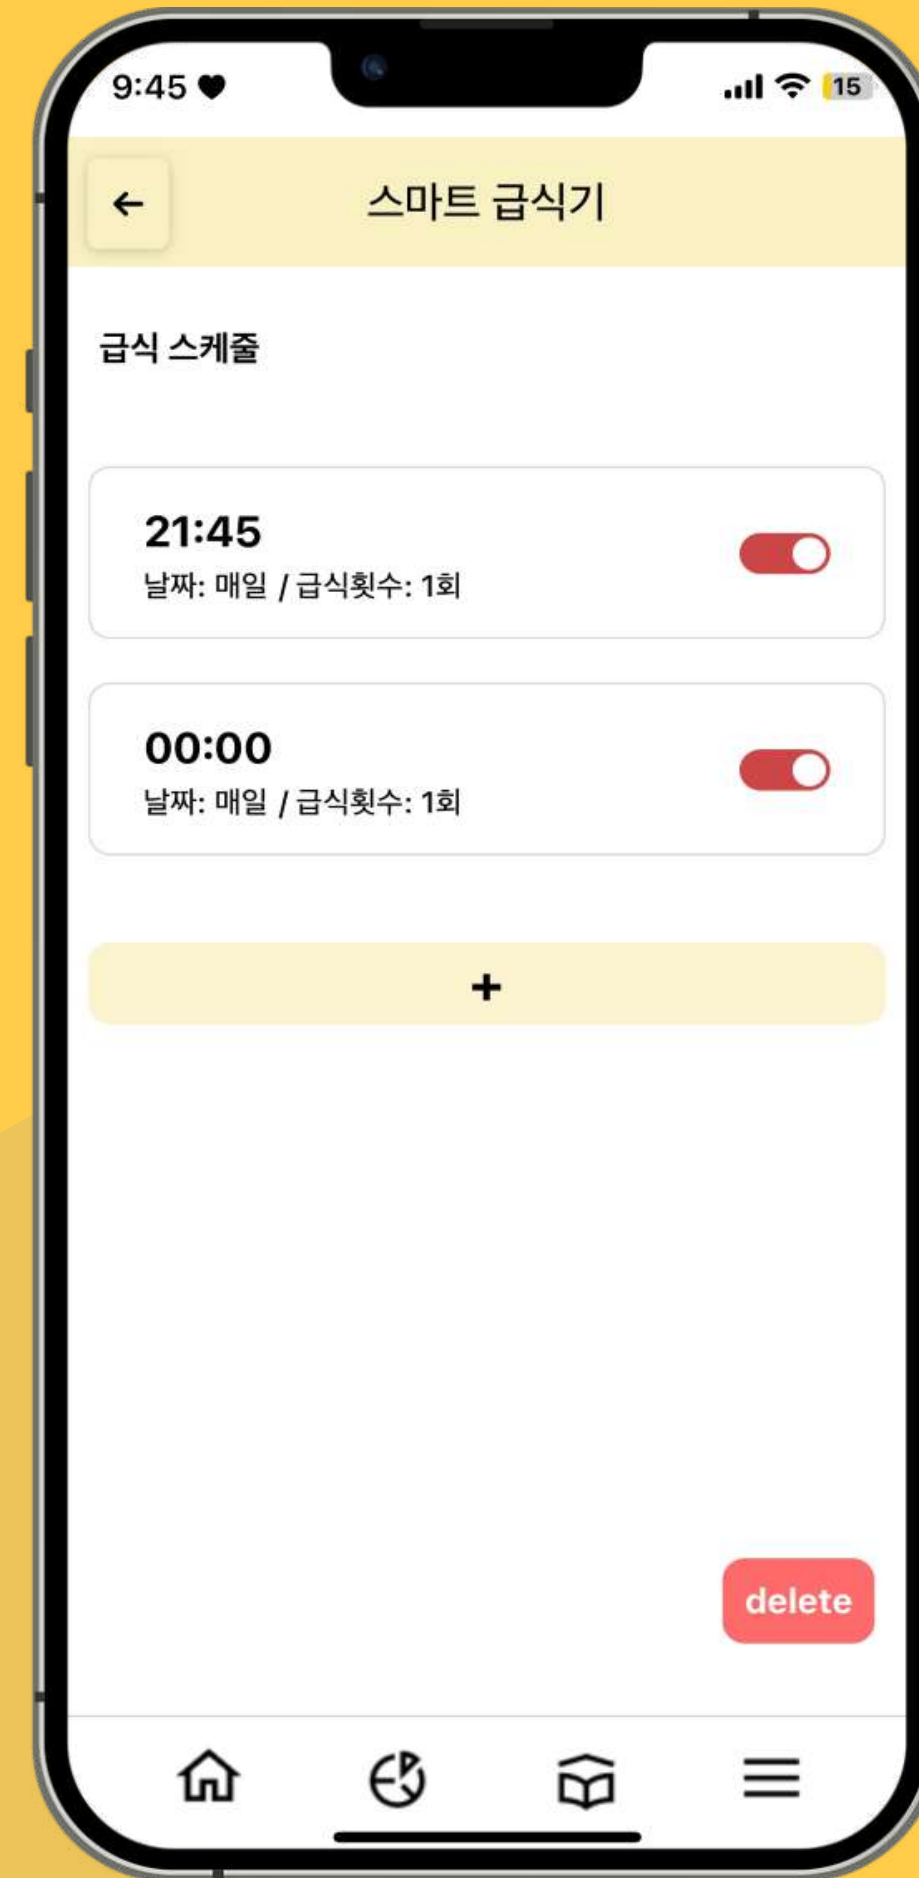 9:45
15
스마트 급식기
급식 스케줄
21:45
날짜: 매일 / 급식횟수: 1회
00:00
날짜: 매일 / 급식횟수: 1회
+
delete